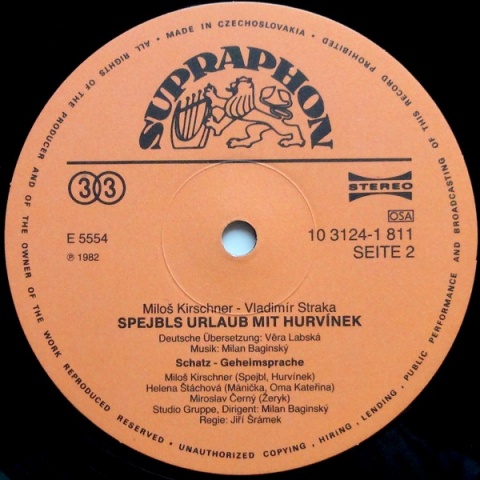 • MADE IN CZECHOSLOVAKIA •
ALL RIGHTS OF THE PRODUCER AND OF THE OWNER OF THE WORK REPRODUCED RESERVED • UNAUTHORIZED COPYING, HIRING, LENDING, PUBLIC PERFORMANCE AND BROADCASTING OF THIS RECORD PROHIBITED
SUPRAPHON
33
STEREO
OSA
E 5554
10 3124-1 811
℗ 1982
SEITE 2
Miloš Kirschner - Vladimír Straka
SPEJBLS URLAUB MIT HURVÍNEK
Deutsche Übersetzung: Věra Labská
Musik: Milan Baginský
Schatz - Geheimsprache
Miloš Kirschner (Spejbl, Hurvínek)
Helena Štáchová (Mánička, Oma Kateřina)
Miroslav Černý (Žeryk)
Studio Gruppe, Dirigent: Milan Baginský
Regie: Jiří Šrámek